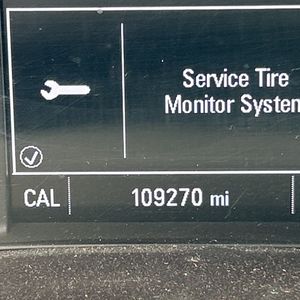 Service Tire
Monitor System
CAL 109270 mi